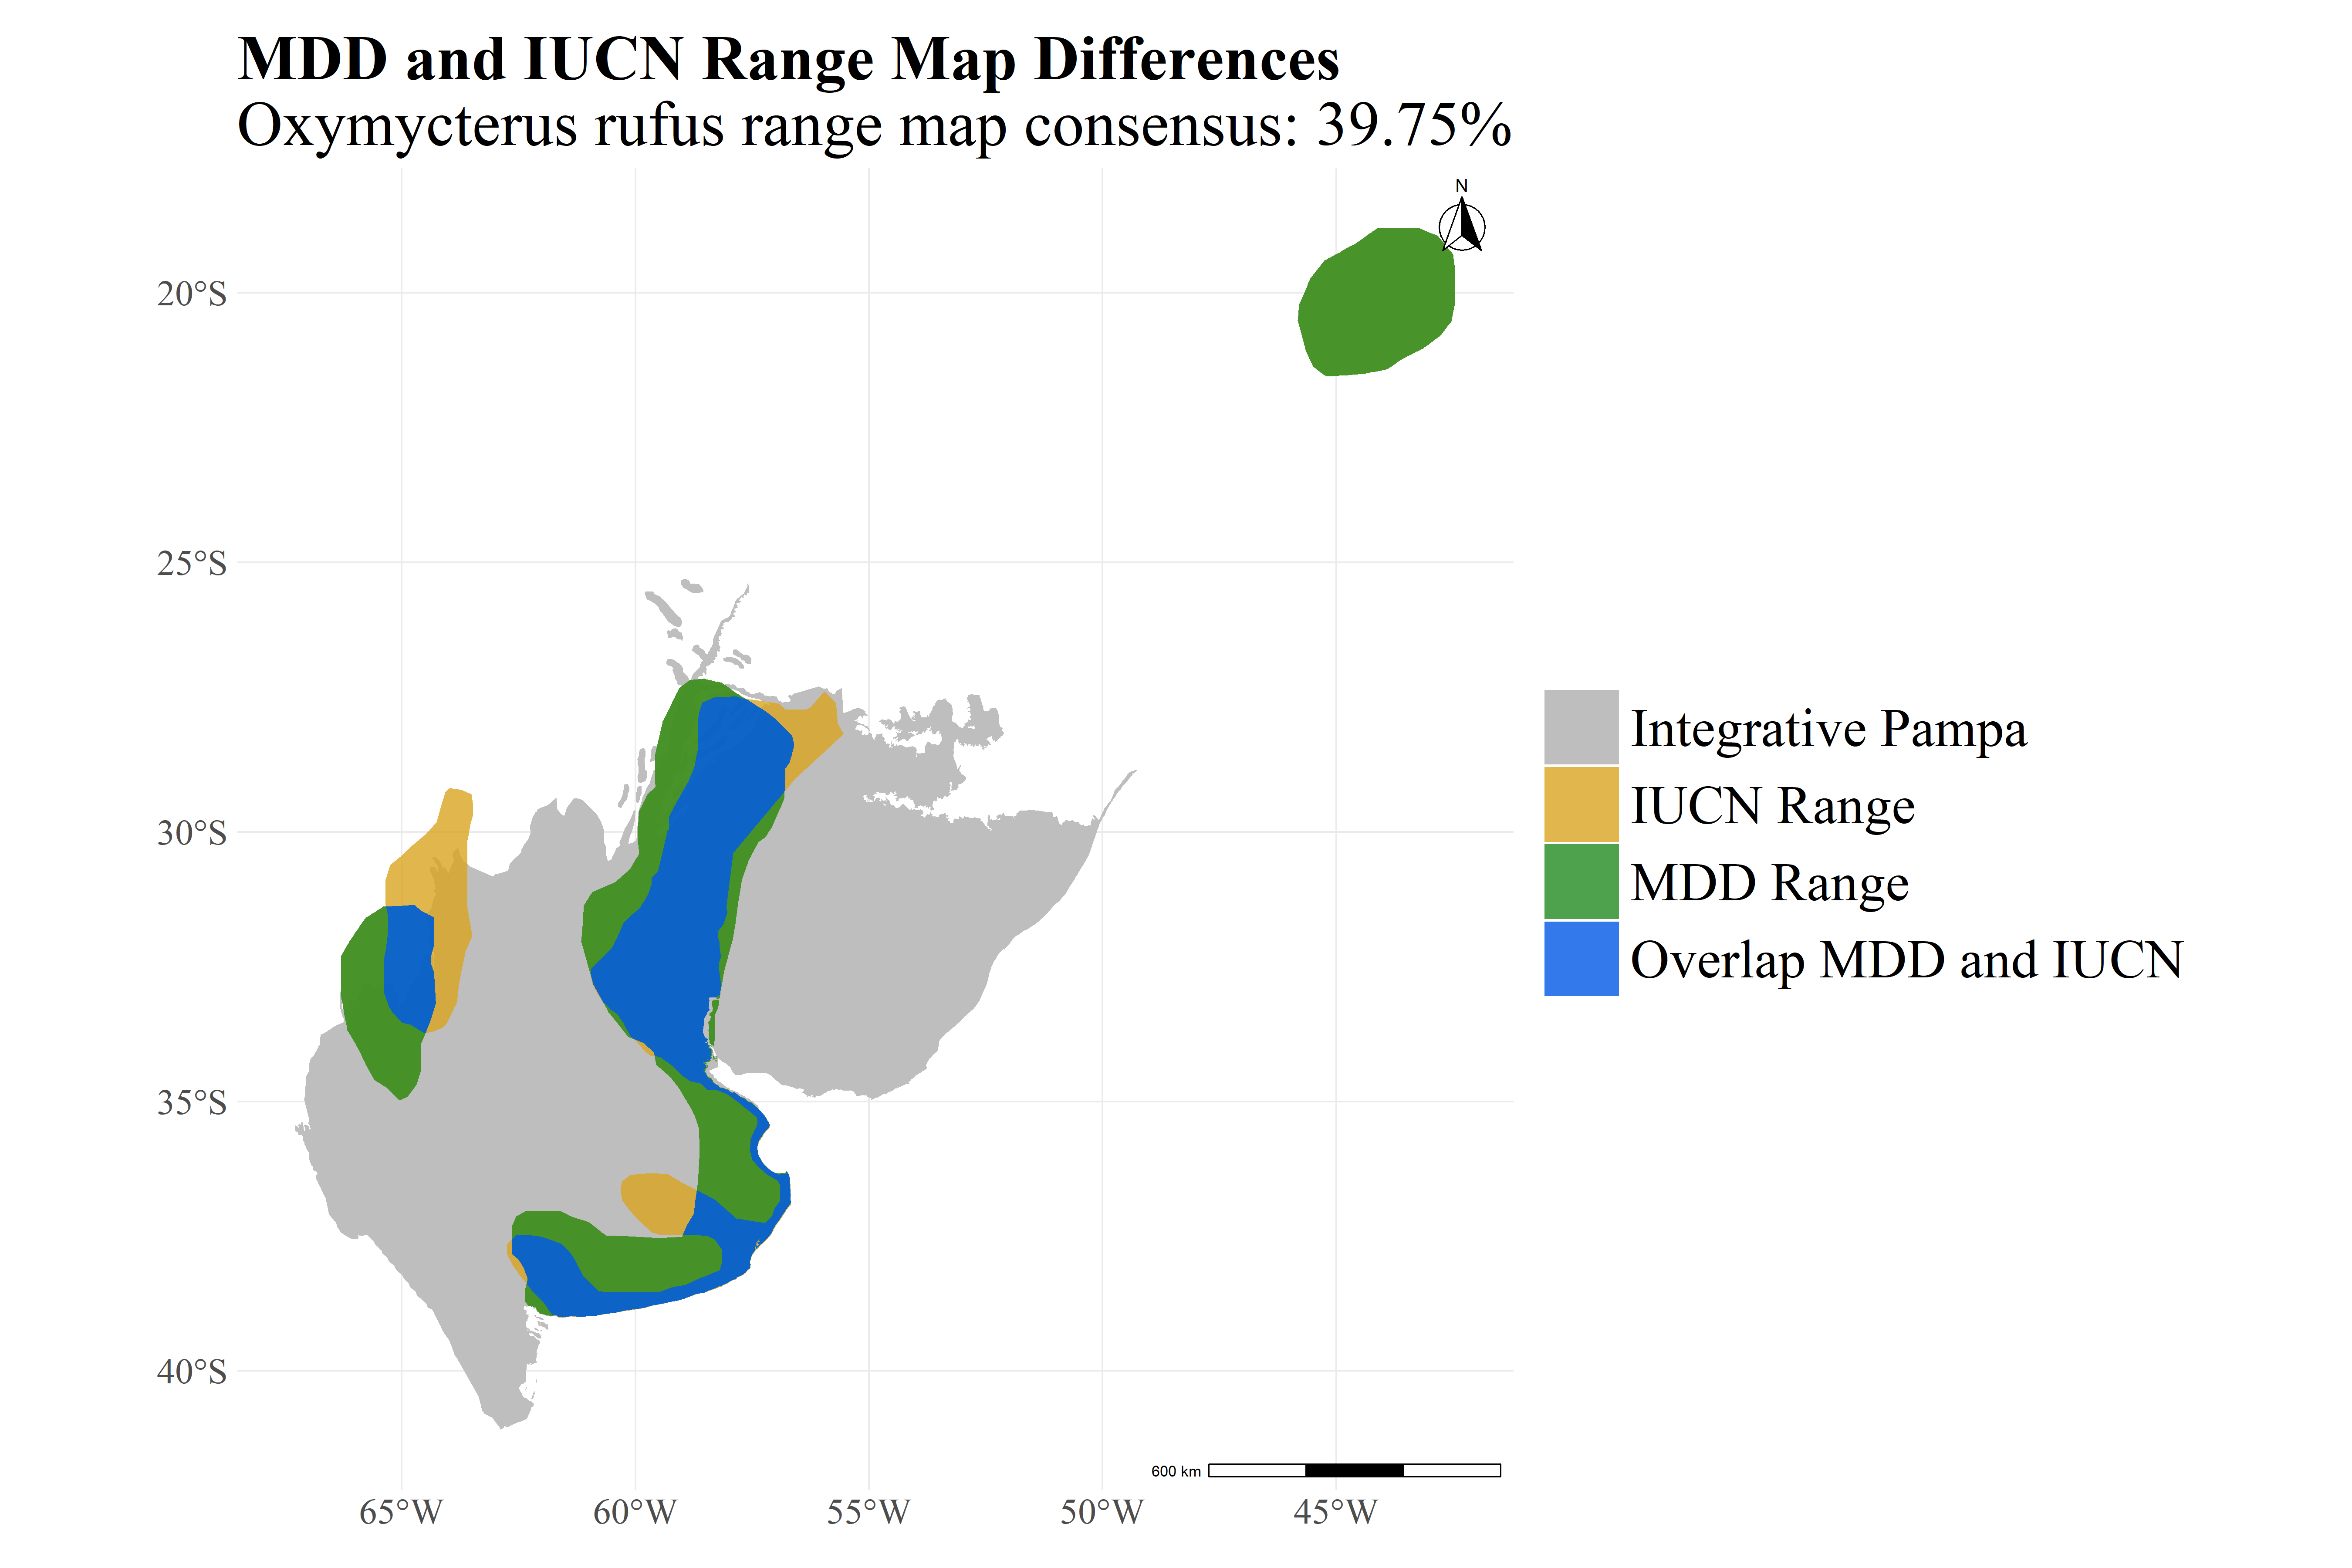 MDD and IUCN Range Map Differences
Oxymycterus rufus range map consensus: 39.75%
N
20°S
25°S
30°S
35°S
40°S
Integrative Pampa
IUCN Range
MDD Range
Overlap MDD and IUCN
600 km
65°W
60°W
55°W
50°W
45°W